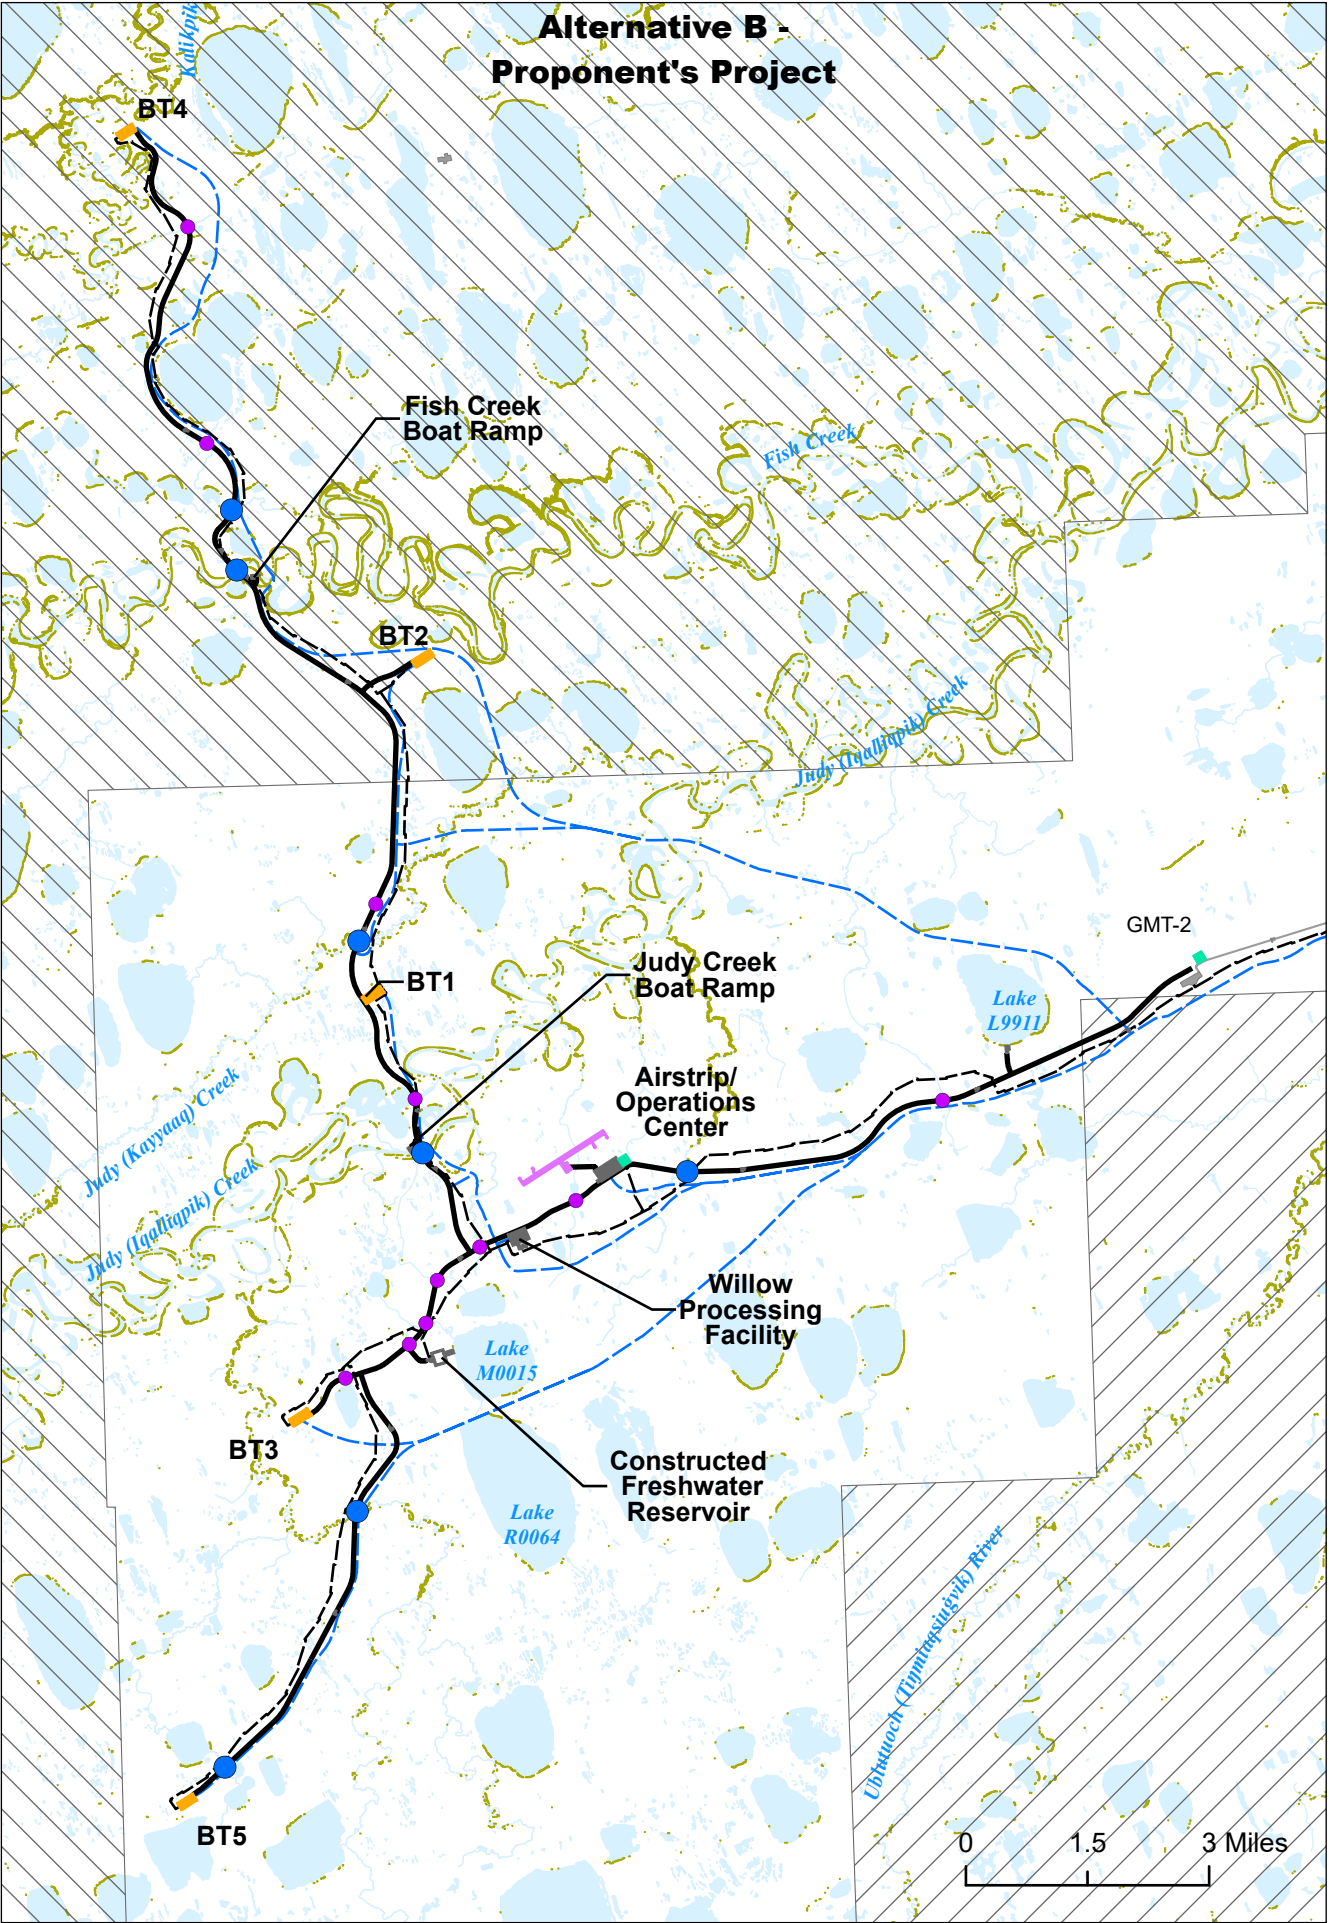 Alternative B -
Proponent's Project
Kalikpik
BT4
Fish Creek
Boat Ramp
Fish Creek
BT2
Judy (Iqalliqpik) Creek
GMT-2
Judy Creek
Boat Ramp
BT1
Lake
L9911
Airstrip/
Operations
Center
Judy (Kayyaaq) Creek
Judy (Iqalliqpik) Creek
Willow
Processing
Facility
Lake
M0015
BT3
Constructed
Freshwater
Reservoir
Lake
R0064
Ublutuoch (Tiŋmiaqsiuġvik) River
BT5
0 1.5 3 Miles